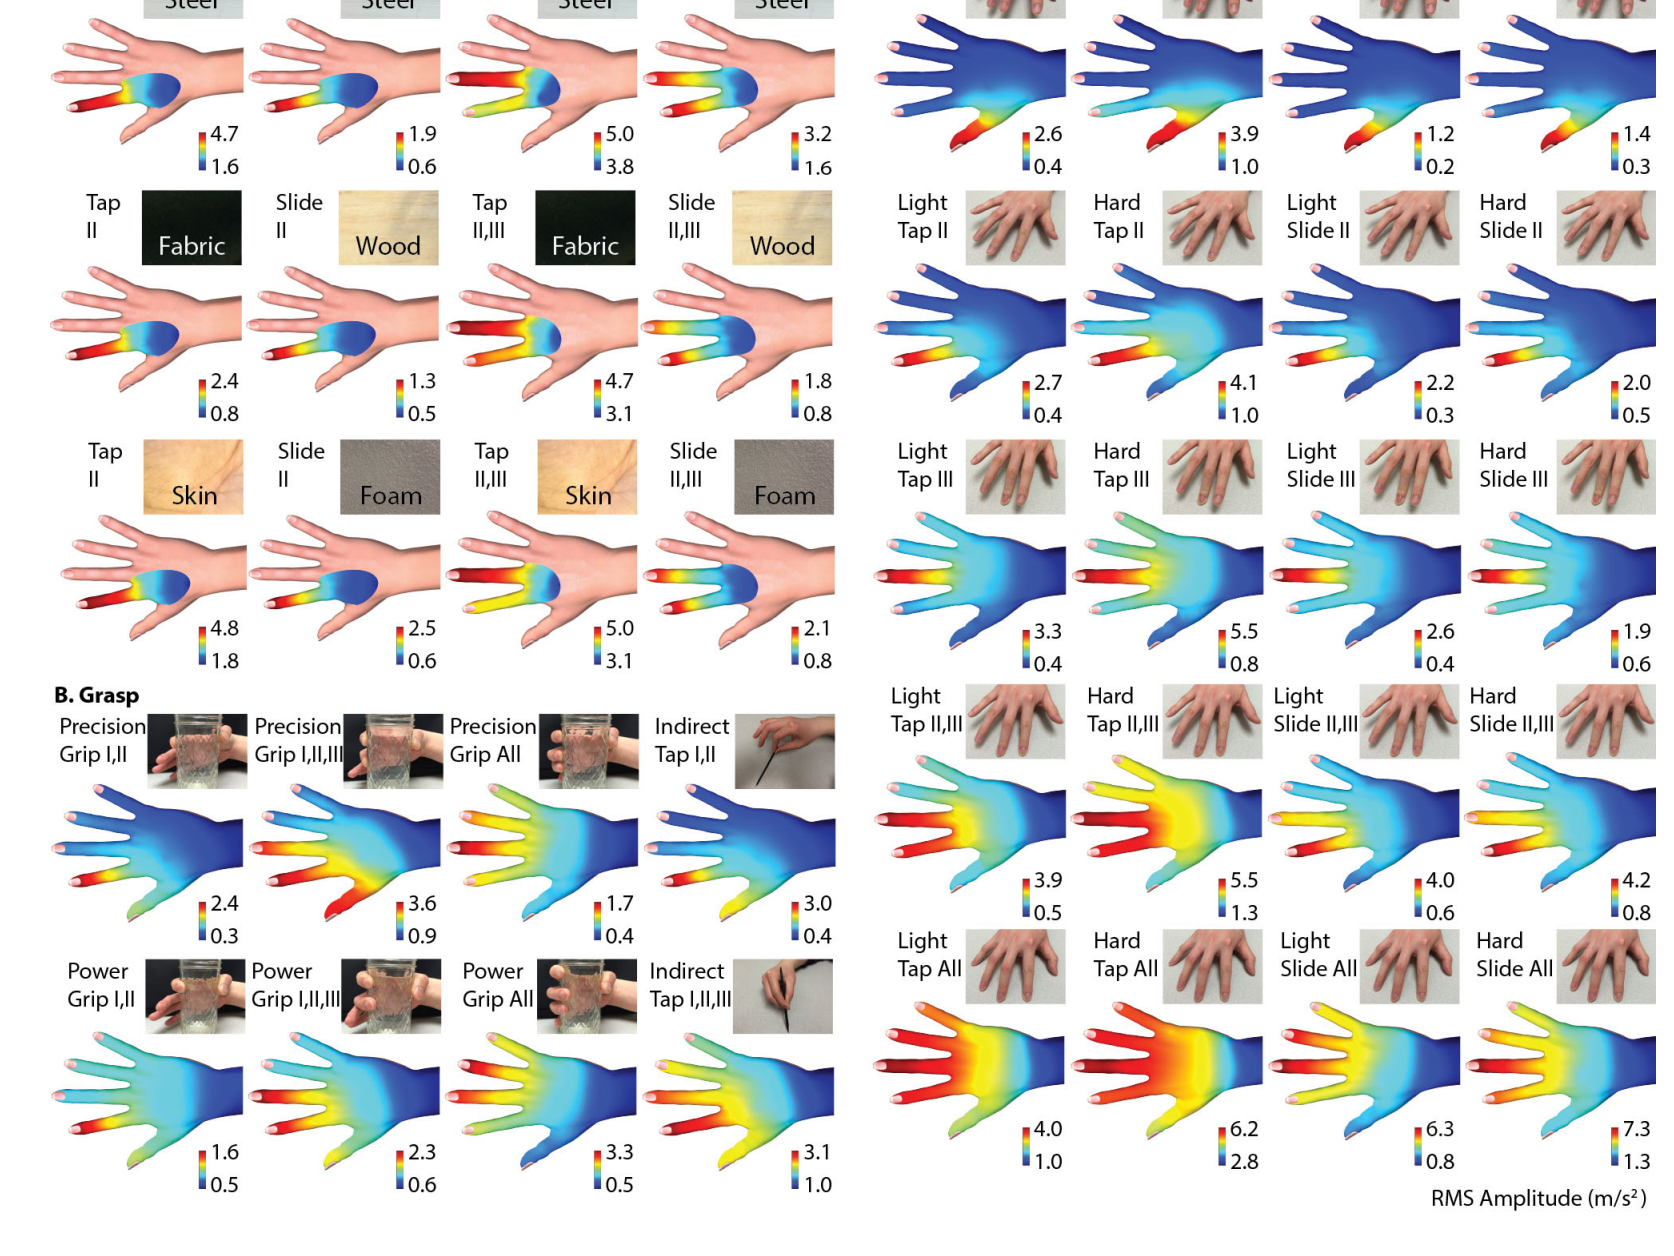 Steel
Steel
Steel
Steel
4.7
1.6
1.9
0.6
5.0
3.8
3.2
1.6
2.6
0.4
3.9
1.0
1.2
0.2
1.4
0.3
Tap
II
Fabric
Slide
II
Wood
Tap
II,III
Fabric
Slide
II,III
Wood
Light
Tap II
Hard
Tap II
Light
Slide II
Hard
Slide II
2.4
0.8
1.3
0.5
4.7
3.1
1.8
0.8
2.7
0.4
4.1
1.0
2.2
0.3
2.0
0.5
Tap
II
Skin
Slide
II
Foam
Tap
II,III
Skin
Slide
II,III
Foam
Light
Tap III
Hard
Tap III
Light
Slide III
Hard
Slide III
4.8
1.8
2.5
0.6
5.0
3.1
2.1
0.8
3.3
0.4
5.5
0.8
2.6
0.4
1.9
0.6
B. Grasp
Precision
Grip I,II
Precision
Grip I,II,III
Precision
Grip All
Indirect
Tap I,II
Light
Tap II,III
Hard
Tap II,III
Light
Slide II,III
Hard
Slide II,III
2.4
0.3
3.6
0.9
1.7
0.4
3.0
0.4
3.9
0.5
5.5
1.3
4.0
0.6
4.2
0.8
Power
Grip I,II
Power
Grip I,II,III
Power
Grip All
Indirect
Tap I,II,III
Light
Tap All
Hard
Tap All
Light
Slide All
Hard
Slide All
1.6
0.5
2.3
0.6
3.3
0.5
3.1
1.0
4.0
1.0
6.2
2.8
6.3
0.8
7.3
1.3
RMS Amplitude (m/s²)